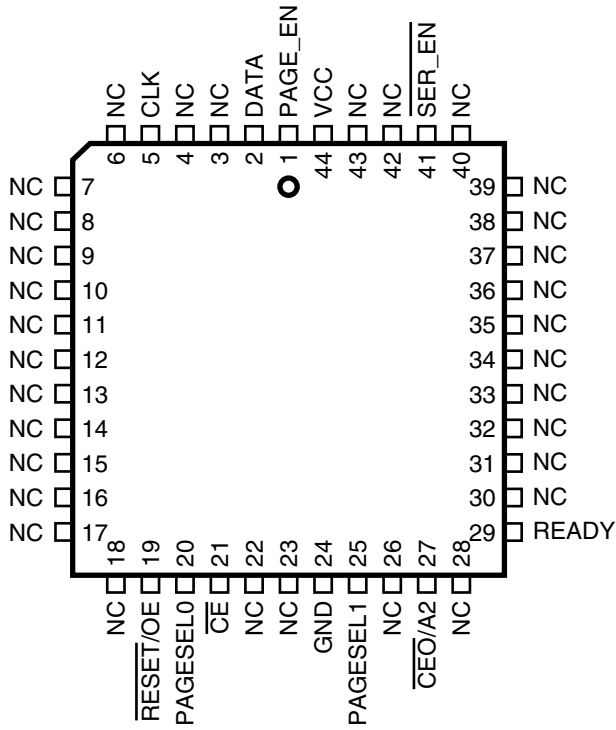 NC
CLK
NC
NC
DATA
PAGE_EN
VCC
NC
NC
SER_EN
NC
6
5
4
3
2
1
44
43
42
41
40
NC 7
NC 8
NC 9
NC 10
NC 11
NC 12
NC 13
NC 14
NC 15
NC 16
NC 17
39 NC
38 NC
37 NC
36 NC
35 NC
34 NC
33 NC
32 NC
31 NC
30 NC
29 READY
18
19
20
21
22
23
24
25
26
27
28
NC
RESET/OE
PAGESEL0
CE
NC
NC
GND
PAGESEL1
NC
CEO/A2
NC